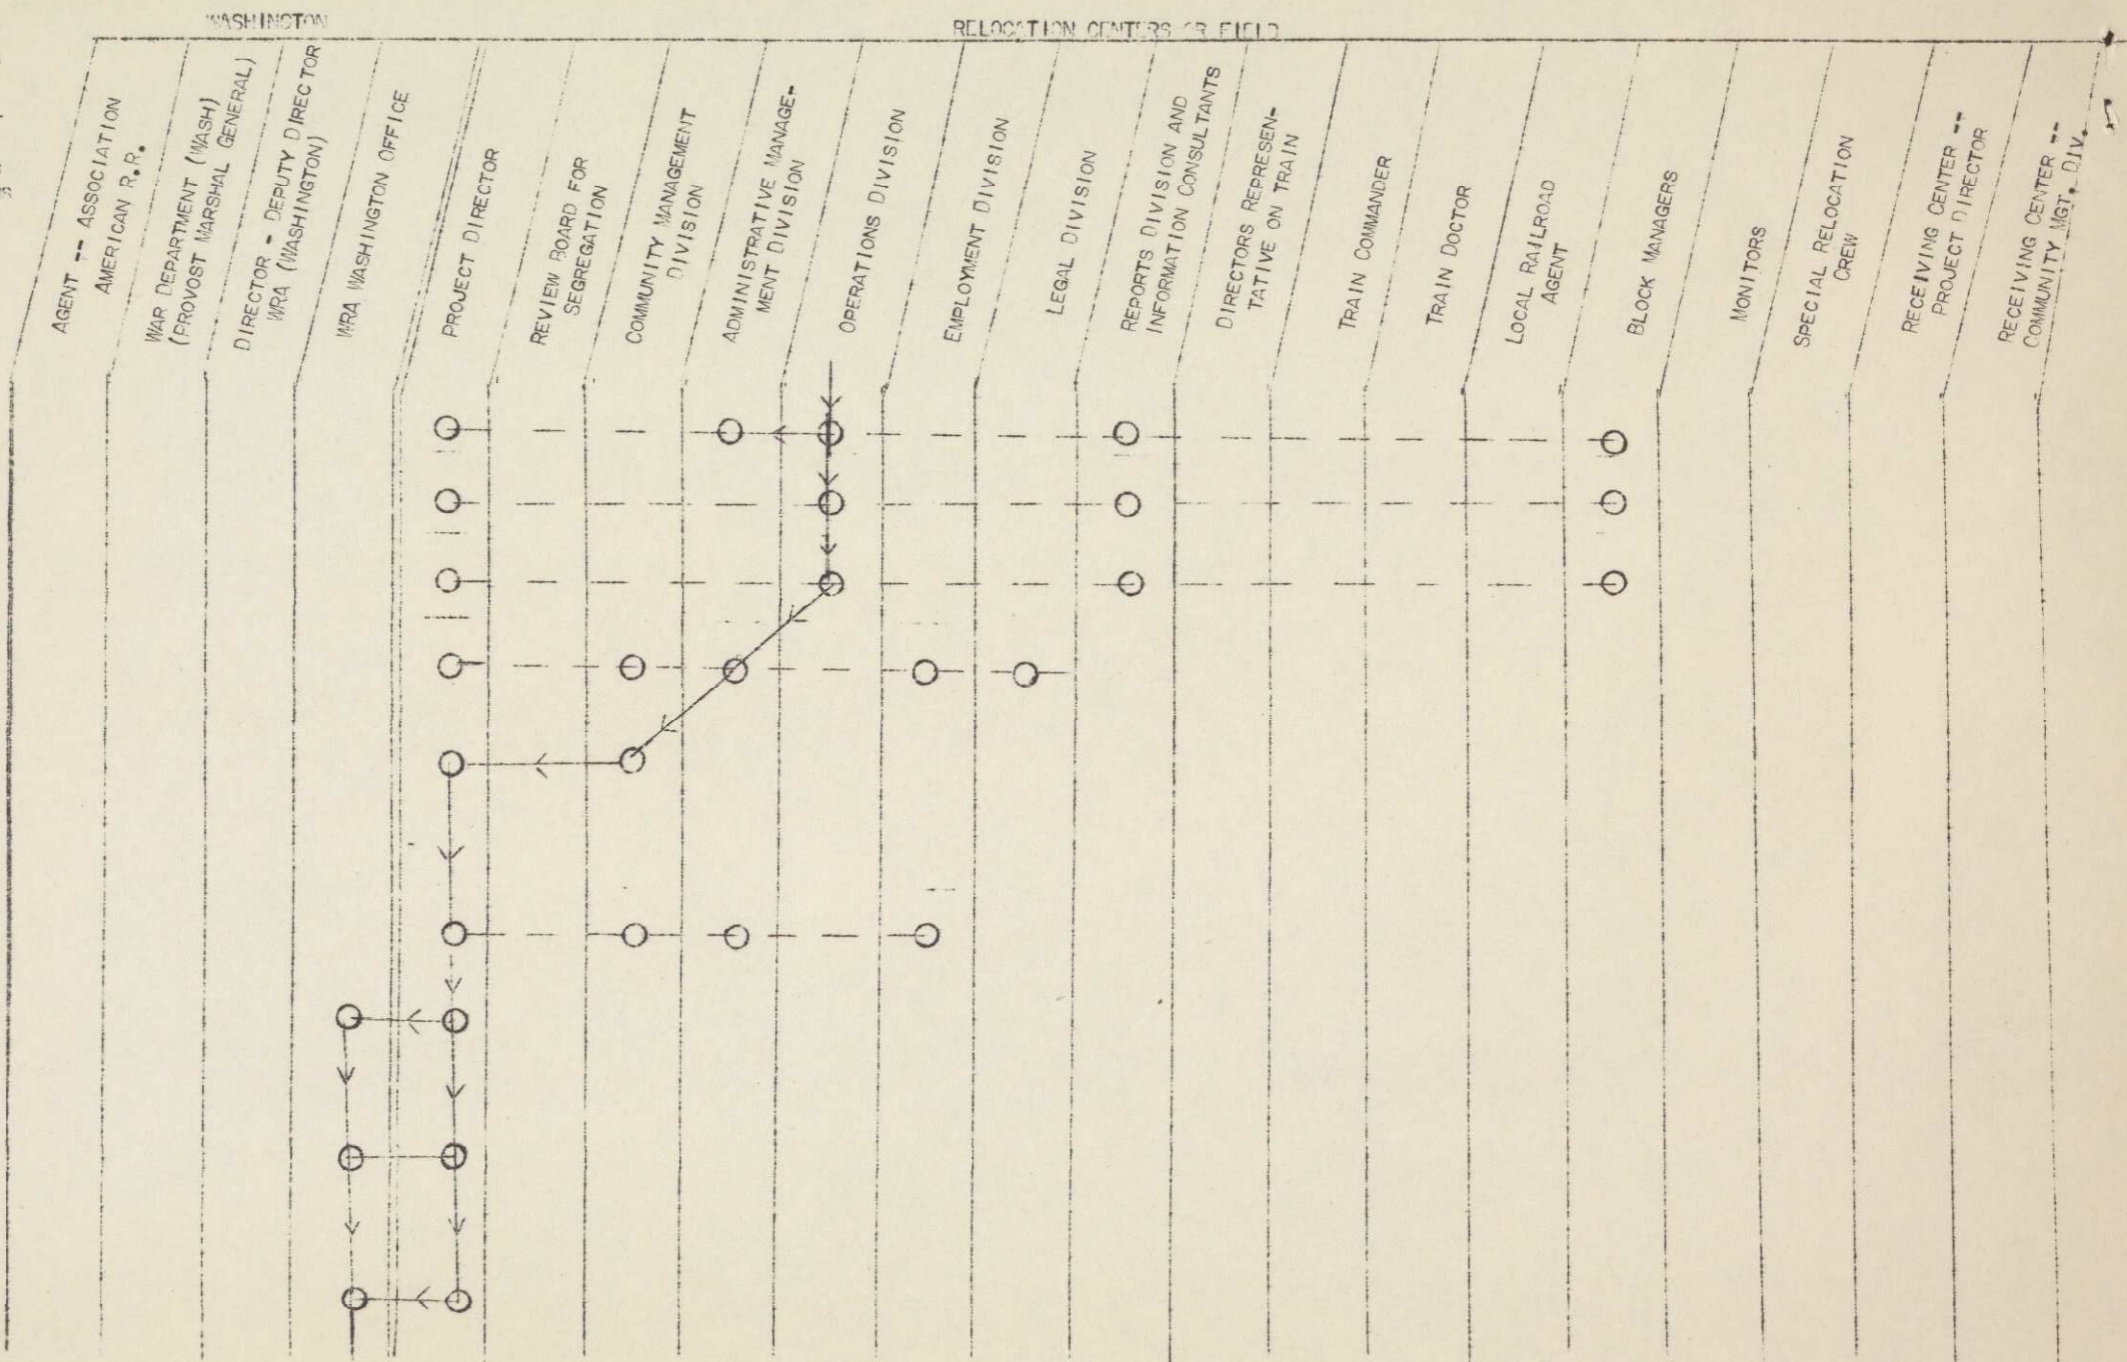 WASHINGTON
RELOCATION CENTERS OR FIELD
AGENT -- ASSOCIATION
AMERICAN R.R.
WAR DEPARTMENT (WASH)
(PROVOST MARSHAL GENERAL)
DIRECTOR - DEPUTY DIRECTOR
WRA (WASHINGTON)
WRA WASHINGTON OFFICE
PROJECT DIRECTOR
REVIEW BOARD FOR
SEGREGATION
COMMUNITY MANAGEMENT
DIVISION
ADMINISTRATIVE MANAGE-
MENT DIVISION
OPERATIONS DIVISION
EMPLOYMENT DIVISION
LEGAL DIVISION
REPORTS DIVISION AND
INFORMATION CONSULTANTS
DIRECTORS REPRESEN-
TATIVE ON TRAIN
TRAIN COMMANDER
TRAIN DOCTOR
LOCAL RAILROAD
AGENT
BLOCK MANAGERS
MONITORS
SPECIAL RELOCATION
CREW
RECEIVING CENTER --
PROJECT DIRECTOR
RECEIVING CENTER --
COMMUNITY MGT. DIV.